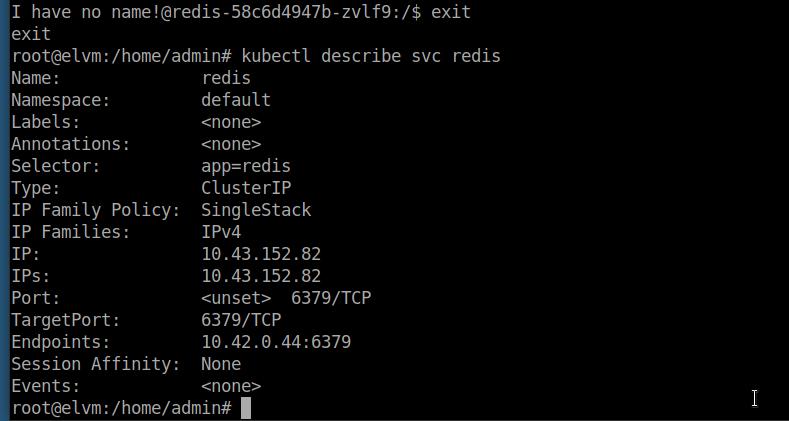 I have no name!@redis-58c6d4947b-zvlf9:/$ exit
exit
root@elvm:/home/admin# kubectl describe svc redis
Name:              redis
Namespace:         default
Labels:            <none>
Annotations:       <none>
Selector:          app=redis
Type:              ClusterIP
IP Family Policy:  SingleStack
IP Families:       IPv4
IP:                10.43.152.82
IPs:               10.43.152.82
Port:              <unset>  6379/TCP
TargetPort:        6379/TCP
Endpoints:         10.42.0.44:6379
Session Affinity:  None
Events:            <none>
root@elvm:/home/admin#